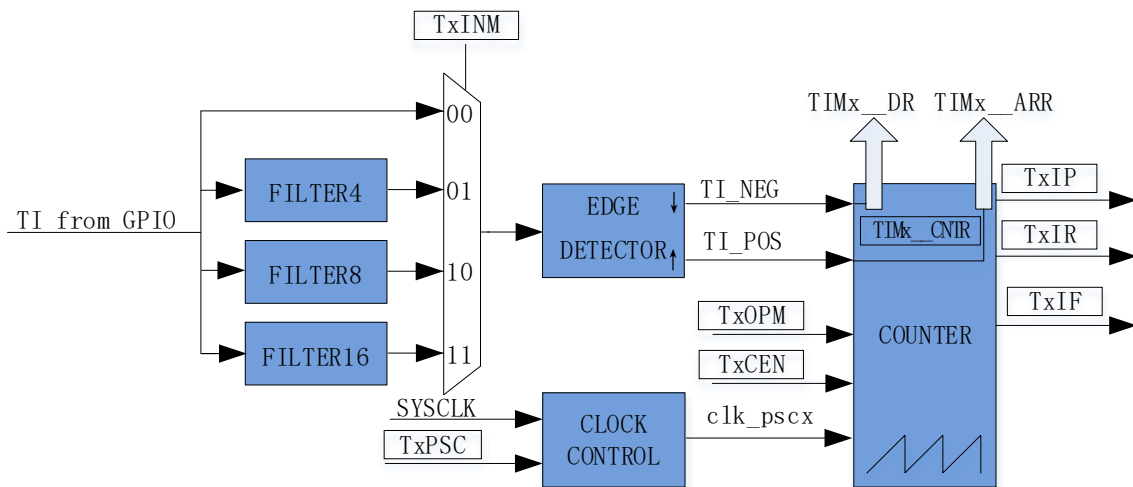 TxINM
TIMx__DR
TIMx__ARR
00
FILTER4
01
TI from GPIO
FILTER8
10
FILTER16
11
EDGE ↓
DETECTOR↑
TI_NEG
TI_POS
TIMx__CNTR
TxIP
TxIR
TxIF
TxOPM
TxCEN
COUNTER
SYSCLK
TxPSC
CLOCK
CONTROL
clk_pscx